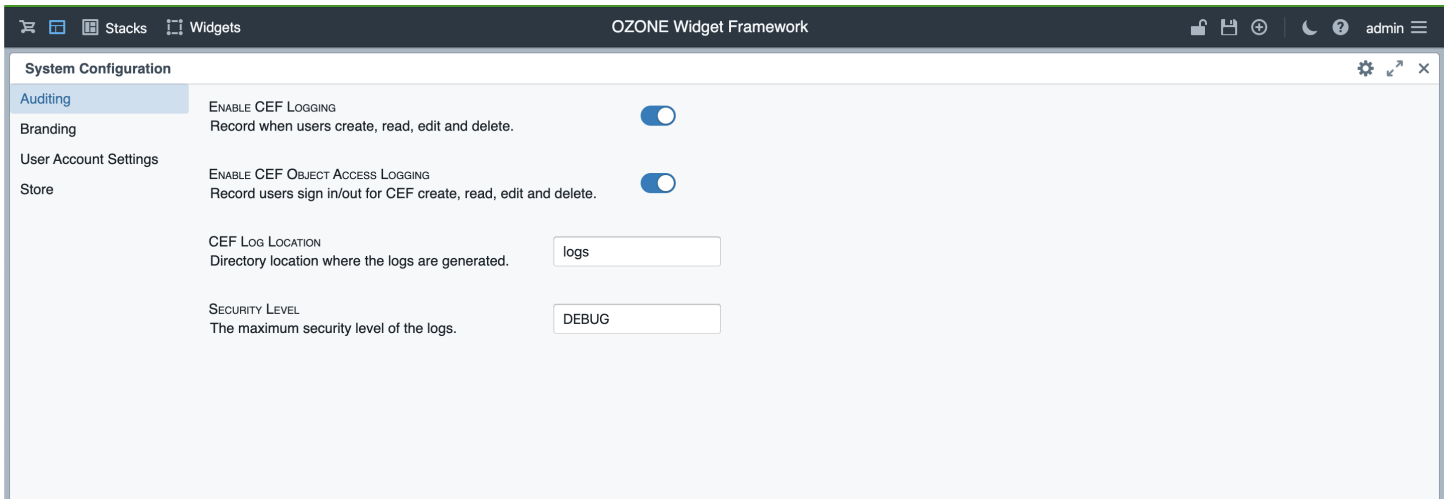 Stacks Widgets OZONE Widget Framework admin
System Configuration
Auditing
Branding
User Account Settings
Store
ENABLE CEF LOGGING
Record when users create, read, edit and delete.
ENABLE CEF OBJECT ACCESS LOGGING
Record users sign in/out for CEF create, read, edit and delete.
CEF LOG LOCATION
Directory location where the logs are generated.
logs
SECURITY LEVEL
The maximum security level of the logs.
DEBUG